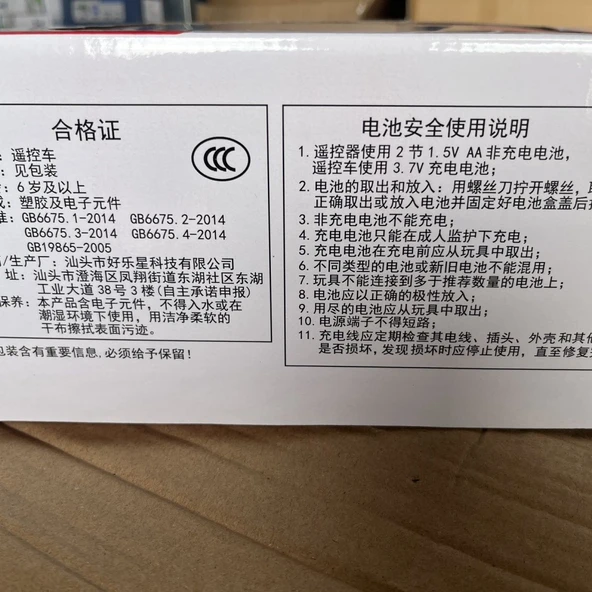 合格证
：遥控车
：见包装
：6岁及以上
：塑胶及电子元件
准：GB6675.1-2014 GB6675.2-2014
GB6675.3-2014 GB6675.4-2014
GB19865-2005
/生产厂：汕头市好乐星科技有限公司
址：汕头市澄海区凤翔街道东湖社区东湖
工业大道38号3楼(自主承诺申报)
保养：本产品含电子元件，不得入水或在
潮湿环境下使用，用洁净柔软的
干布擦拭表面污迹。
包装含有重要信息,必须给予保留!
CCC
电池安全使用说明
1. 遥控器使用2节1.5V AA非充电电池，
遥控车使用3.7V充电电池；
2. 电池的取出和放入：用螺丝刀拧开螺丝，取
正确取出或放入电池并固定好电池盒盖后
3. 非充电电池不能充电；
4. 充电电池只能在成人监护下充电；
5. 充电电池在充电前应从玩具中取出；
6. 不同类型的电池或新旧电池不能混用；
7. 玩具不能连接到多于推荐数量的电池上；
8. 电池应以正确的极性放入；
9. 用尽的电池应从玩具中取出；
10. 电源端子不得短路；
11. 充电线应定期检查其电线、插头、外壳和其他
是否损坏，发现损坏时应停止使用，直至修复